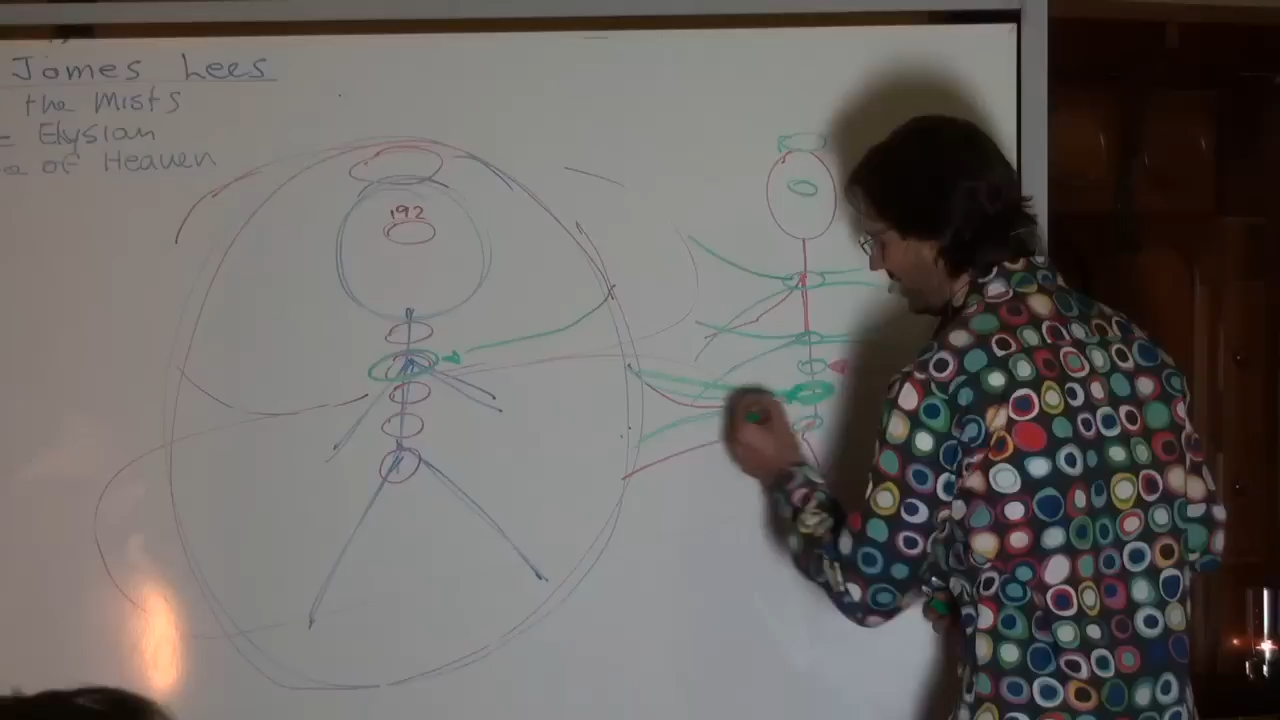 James Lees
the Mists
= Elysian
of Heaven
192